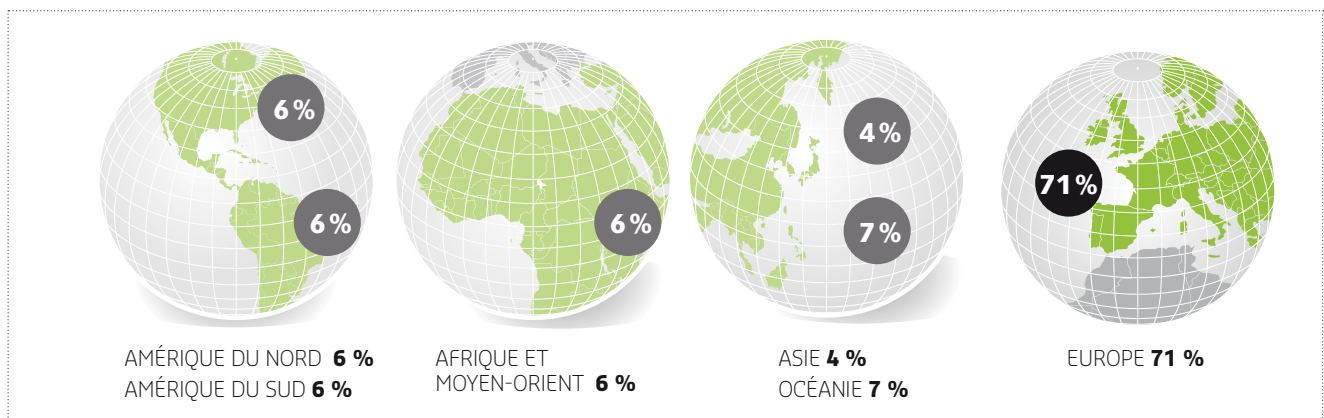 6 %
6 %
6 %
4 %
7 %
71 %
AMÉRIQUE DU NORD 6 %
AMÉRIQUE DU SUD 6 %
AFRIQUE ET
MOYEN-ORIENT 6 %
ASIE 4 %
OCÉANIE 7 %
EUROPE 71 %